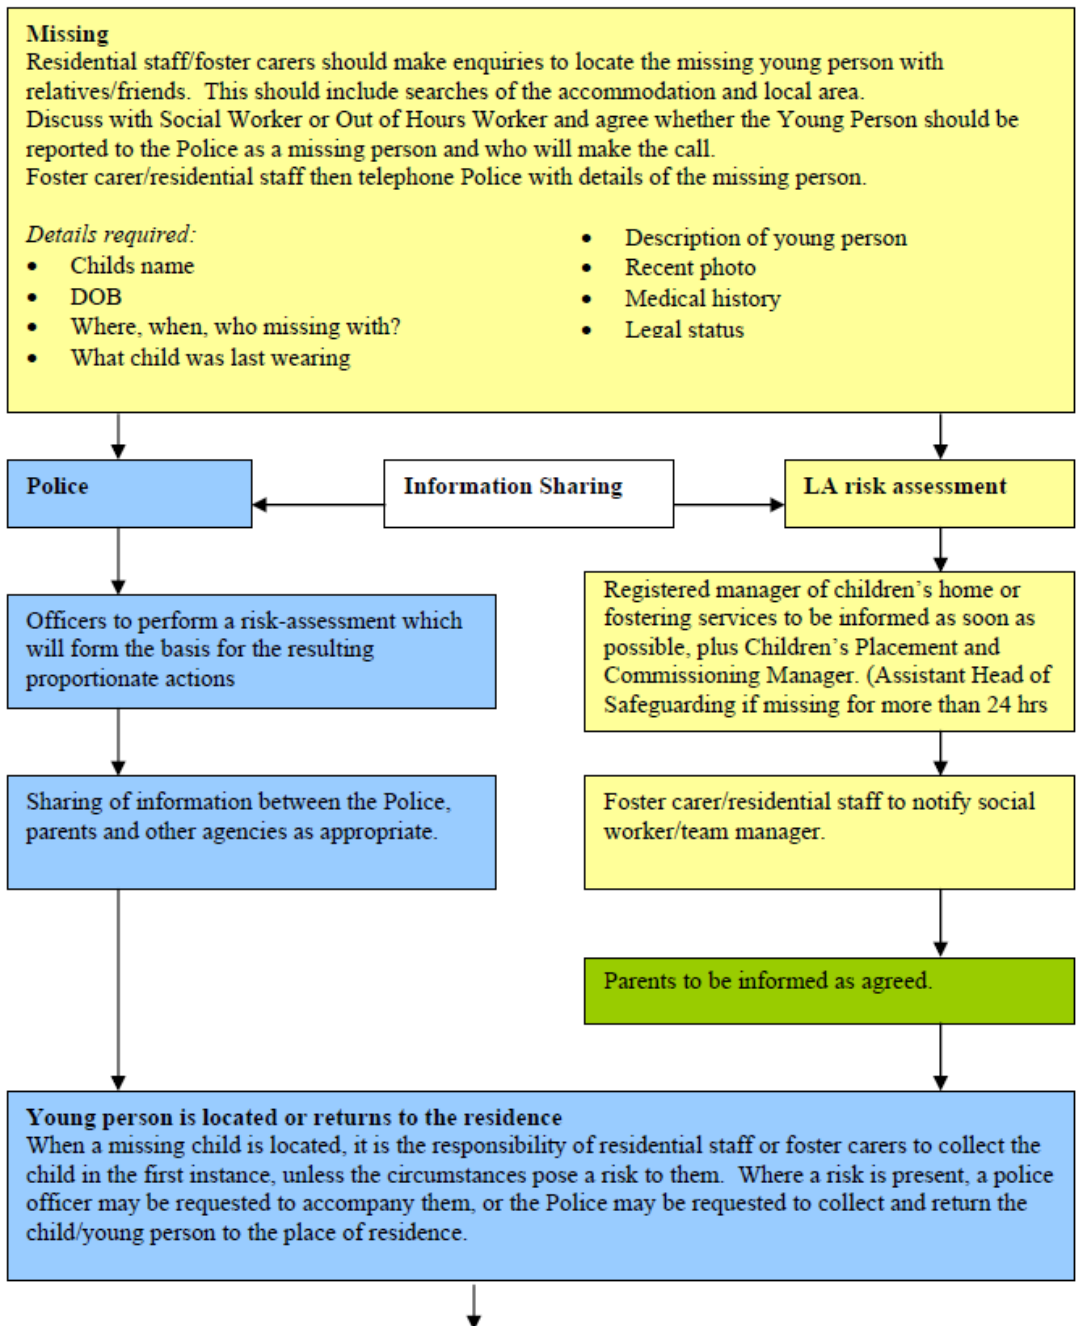 Missing
Residential staff/foster carers should make enquiries to locate the missing young person with
relatives/friends.  This should include searches of the accommodation and local area.
Discuss with Social Worker or Out of Hours Worker and agree whether the Young Person should be
reported to the Police as a missing person and who will make the call.
Foster carer/residential staff then telephone Police with details of the missing person.
Details required:
• Childs name
• DOB
• Where, when, who missing with?
• What child was last wearing
• Description of young person
• Recent photo
• Medical history
• Legal status
Police
Information Sharing
LA risk assessment
Officers to perform a risk-assessment which
will form the basis for the resulting
proportionate actions
Registered manager of children’s home or
fostering services to be informed as soon as
possible, plus Children’s Placement and
Commissioning Manager. (Assistant Head of
Safeguarding if missing for more than 24 hrs
Sharing of information between the Police,
parents and other agencies as appropriate.
Foster carer/residential staff to notify social
worker/team manager.
Parents to be informed as agreed.
Young person is located or returns to the residence
When a missing child is located, it is the responsibility of residential staff or foster carers to collect the
child in the first instance, unless the circumstances pose a risk to them.  Where a risk is present, a police
officer may be requested to accompany them, or the Police may be requested to collect and return the
child/young person to the place of residence.